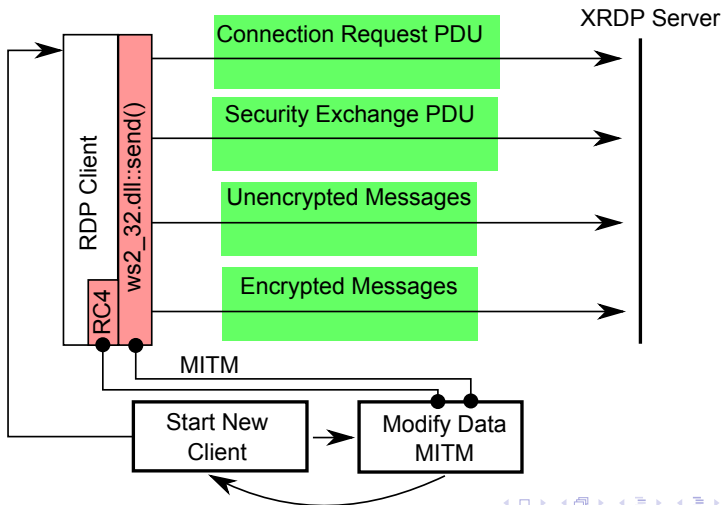 XRDP Server
Connection Request PDU
Security Exchange PDU
Unencrypted Messages
Encrypted Messages
RDP Client
RC4
ws2_32.dll::send()
MITM
Start New
Client
Modify Data
MITM